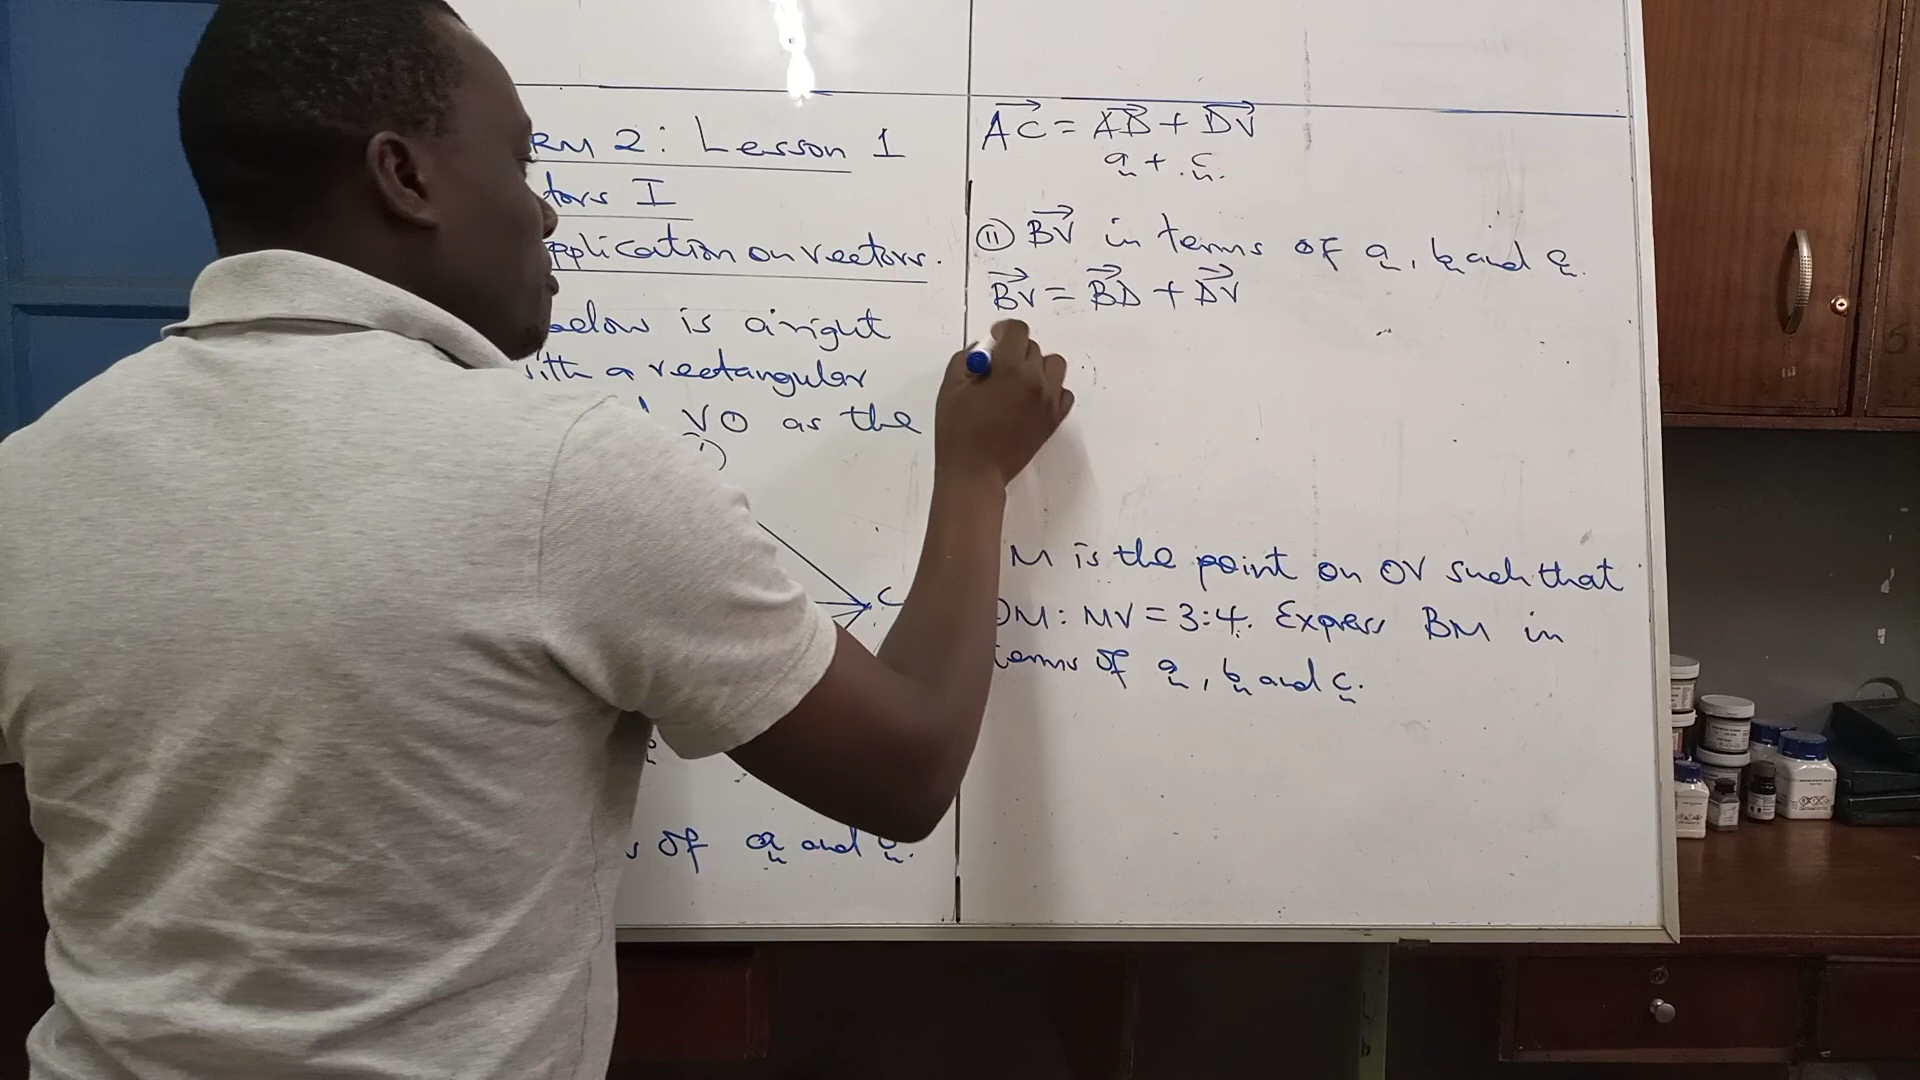 RM 2: Lesson 1
tors I
pplication on vectors.
below is a right
ith a rectangular
VO as the
C
s of a and c.
AC = AB + DV
a + c.
(ii) BV in terms of a, b and c.
BV = BD + DV
M is the point on OV such that
OM : MV = 3:4. Express BM in
terms of a, b and c.